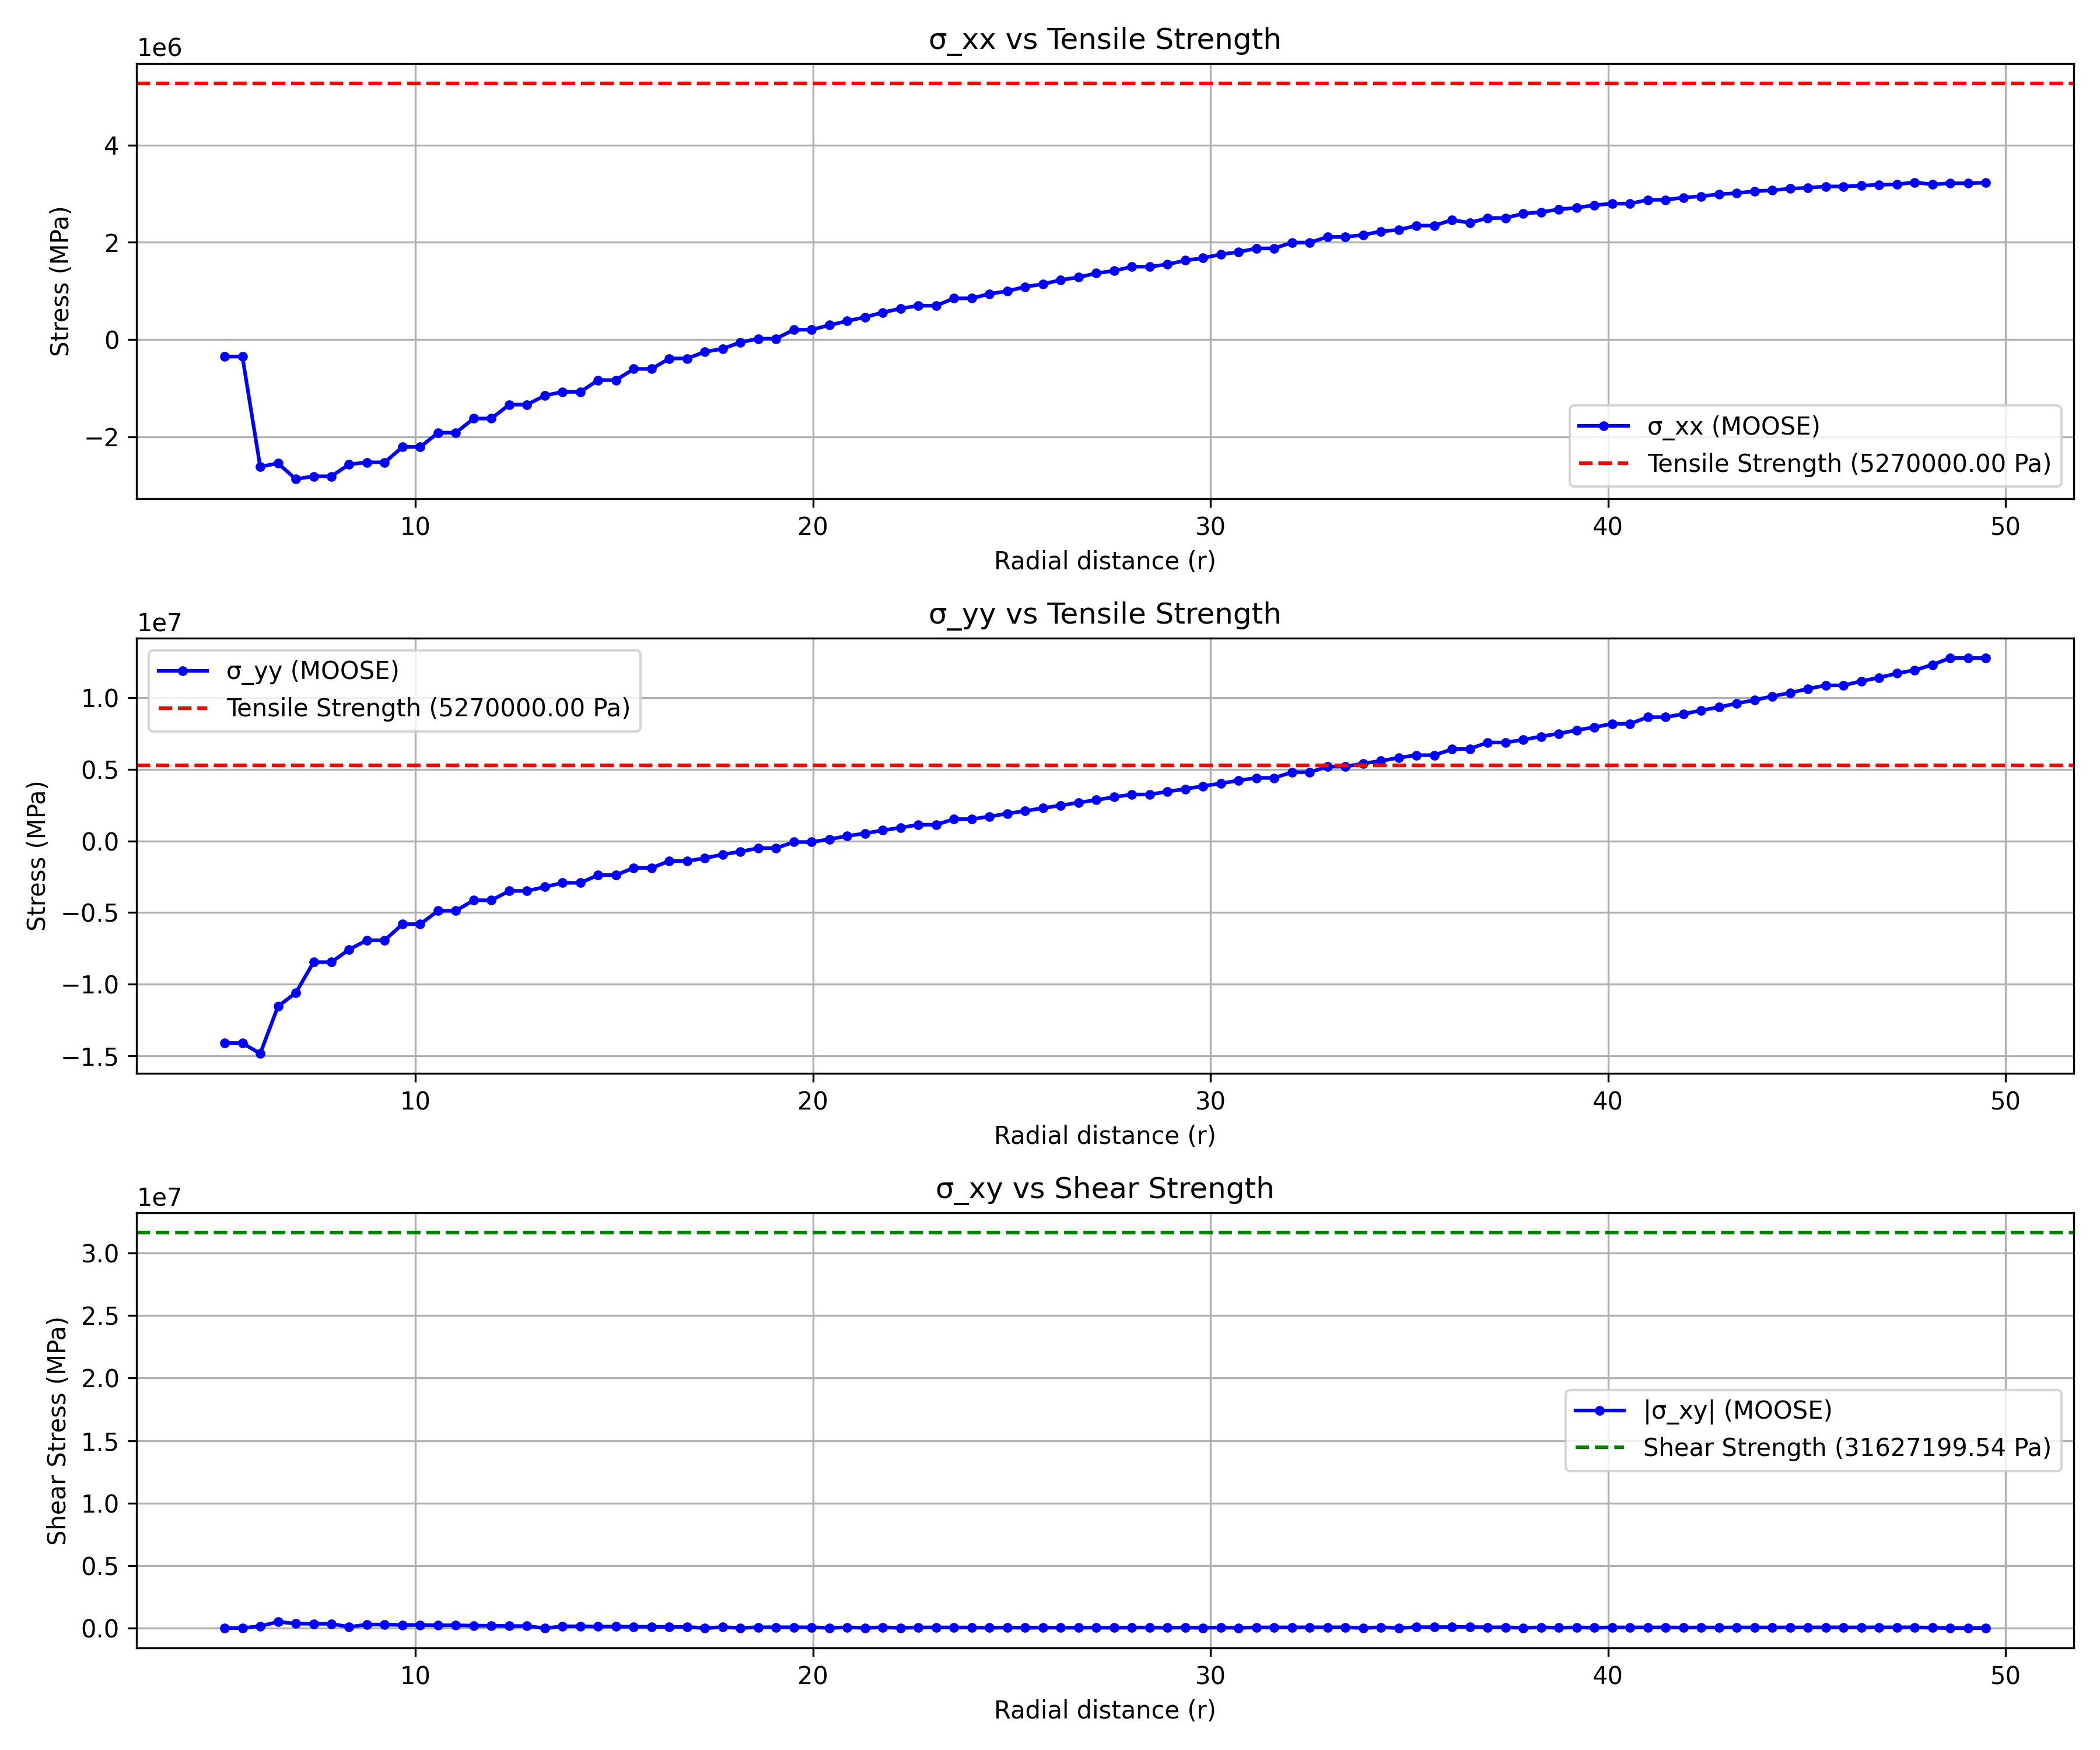 σ_xx vs Tensile Strength
1e6
4
2
0
−2
Stress (MPa)
σ_xx (MOOSE)
Tensile Strength (5270000.00 Pa)
10 20 30 40 50
Radial distance (r)
σ_yy vs Tensile Strength
1e7
σ_yy (MOOSE)
Tensile Strength (5270000.00 Pa)
1.0
0.5
0.0
−0.5
−1.0
−1.5
Stress (MPa)
10 20 30 40 50
Radial distance (r)
σ_xy vs Shear Strength
1e7
3.0
2.5
2.0
1.5
1.0
0.5
0.0
Shear Stress (MPa)
|σ_xy| (MOOSE)
Shear Strength (31627199.54 Pa)
10 20 30 40 50
Radial distance (r)